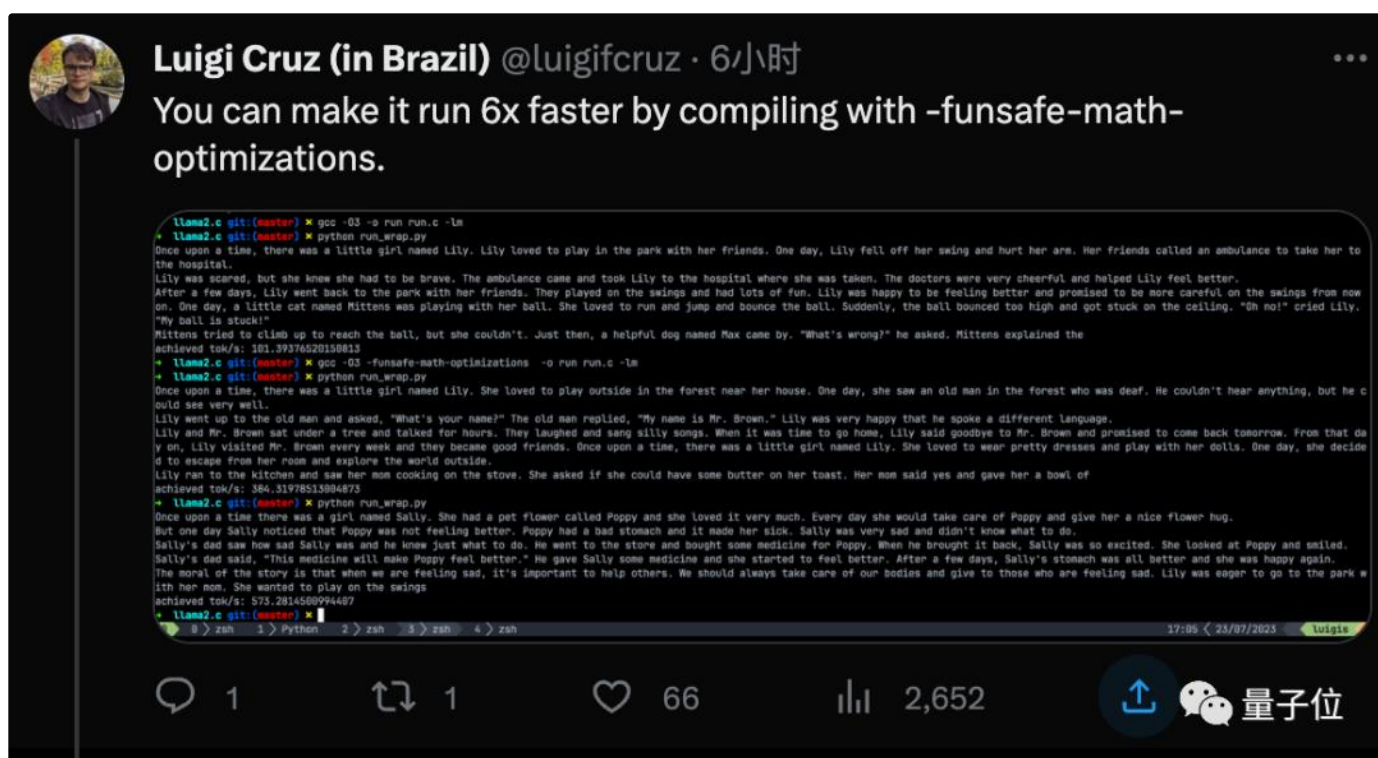 Luigi Cruz (in Brazil) @luigifcruz · 6小时
You can make it run 6x faster by compiling with -funsafe-math-
optimizations.
llama2.c git:(master) × gcc -O3 -o run run.c -lm
llama2.c git:(master) × python run_wrap.py
Once upon a time, there was a little girl named Lily. Lily loved to play in the park with her friends. One day, Lily fell off her swing and hurt her arm. Her friends called an ambulance to take her to
the hospital.
Lily was scared, but she knew she had to be brave. The ambulance came and took Lily to the hospital where she was taken. The doctors were very cheerful and helped Lily feel better.
After a few days, Lily went back to the park with her friends. They played on the swings and had lots of fun. Lily was happy to be feeling better and promised to be more careful on the swings from now
on. One day, a little cat named Mittens was playing with her ball. She loved to run and jump and bounce the ball. Suddenly, the ball bounced too high and got stuck on the ceiling. "Oh no!" cried Lily.
"My ball is stuck!"
Mittens tried to climb up to reach the ball, but she couldn't. Just then, a helpful dog named Max came by. "What's wrong?" he asked. Mittens explained the
achieved tok/s: 101.39376520150813
llama2.c git:(master) × gcc -O3 -funsafe-math-optimizations -o run run.c -lm
llama2.c git:(master) × python run_wrap.py
Once upon a time, there was a little girl named Lily. She loved to play outside in the forest near her house. One day, she saw an old man in the forest who was deaf. He couldn't hear anything, but he c
ould see very well.
Lily went up to the old man and asked, "What's your name?" The old man replied, "My name is Mr. Brown." Lily was very happy that he spoke a different language.
Lily and Mr. Brown sat under a tree and talked for hours. They laughed and sang silly songs. When it was time to go home, Lily said goodbye to Mr. Brown and promised to come back tomorrow. From that da
y on, Lily visited Mr. Brown every week and they became good friends. Once upon a time, there was a little girl named Lily. She loved to wear pretty dresses and play with her dolls. One day, she decide
d to escape from her room and explore the world outside.
Lily ran to the kitchen and saw her mom cooking on the stove. She asked if she could have some butter on her toast. Her mom said yes and gave her a bowl of
achieved tok/s: 384.31978513004873
llama2.c git:(master) × python run_wrap.py
Once upon a time there was a girl named Sally. She had a pet flower called Poppy and she loved it very much. Every day she would take care of Poppy and give her a nice flower hug.
But one day Sally noticed that Poppy was not feeling better. Poppy had a bad stomach and it made her sick. Sally was very sad and didn't know what to do.
Sally's dad saw how sad Sally was and he knew just what to do. He went to the store and bought some medicine for Poppy. When he brought it back, Sally was so excited. She looked at Poppy and smiled.
Sally's dad said, "This medicine will make Poppy feel better." He gave Sally some medicine and she started to feel better. After a few days, Sally's stomach was all better and she was happy again.
The moral of the story is that when we are feeling sad, it's important to help others. We should always take care of our bodies and give to those who are feeling sad. Lily was eager to go to the park w
ith her mom. She wanted to play on the swings
achieved tok/s: 573.2814500994407
llama2.c git:(master) ×
0 zsh 1 Python 2 zsh 3 zsh 4 zsh 17:05 23/07/2023 luigis
1 1 66 2,652
量子位